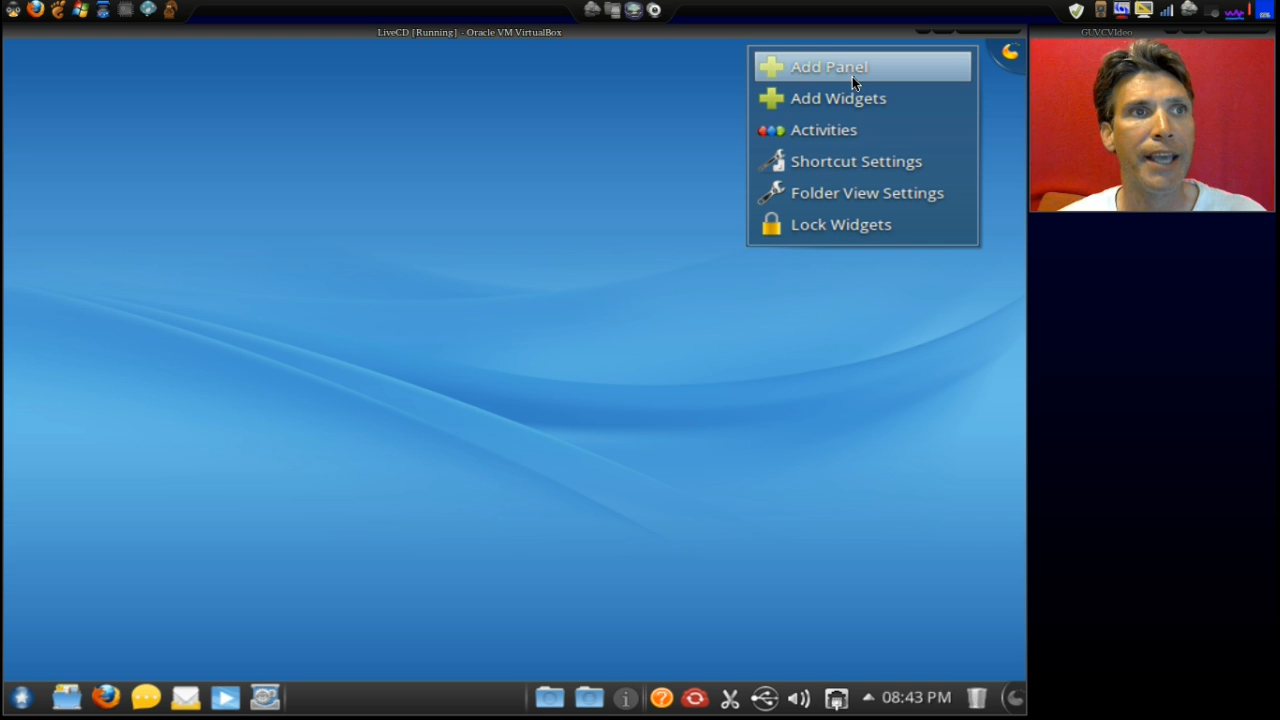 LiveCD [Running] - Oracle VM VirtualBox
GUVCVIdeo
Add Panel
Add Widgets
Activities
Shortcut Settings
Folder View Settings
Lock Widgets
08:43 PM